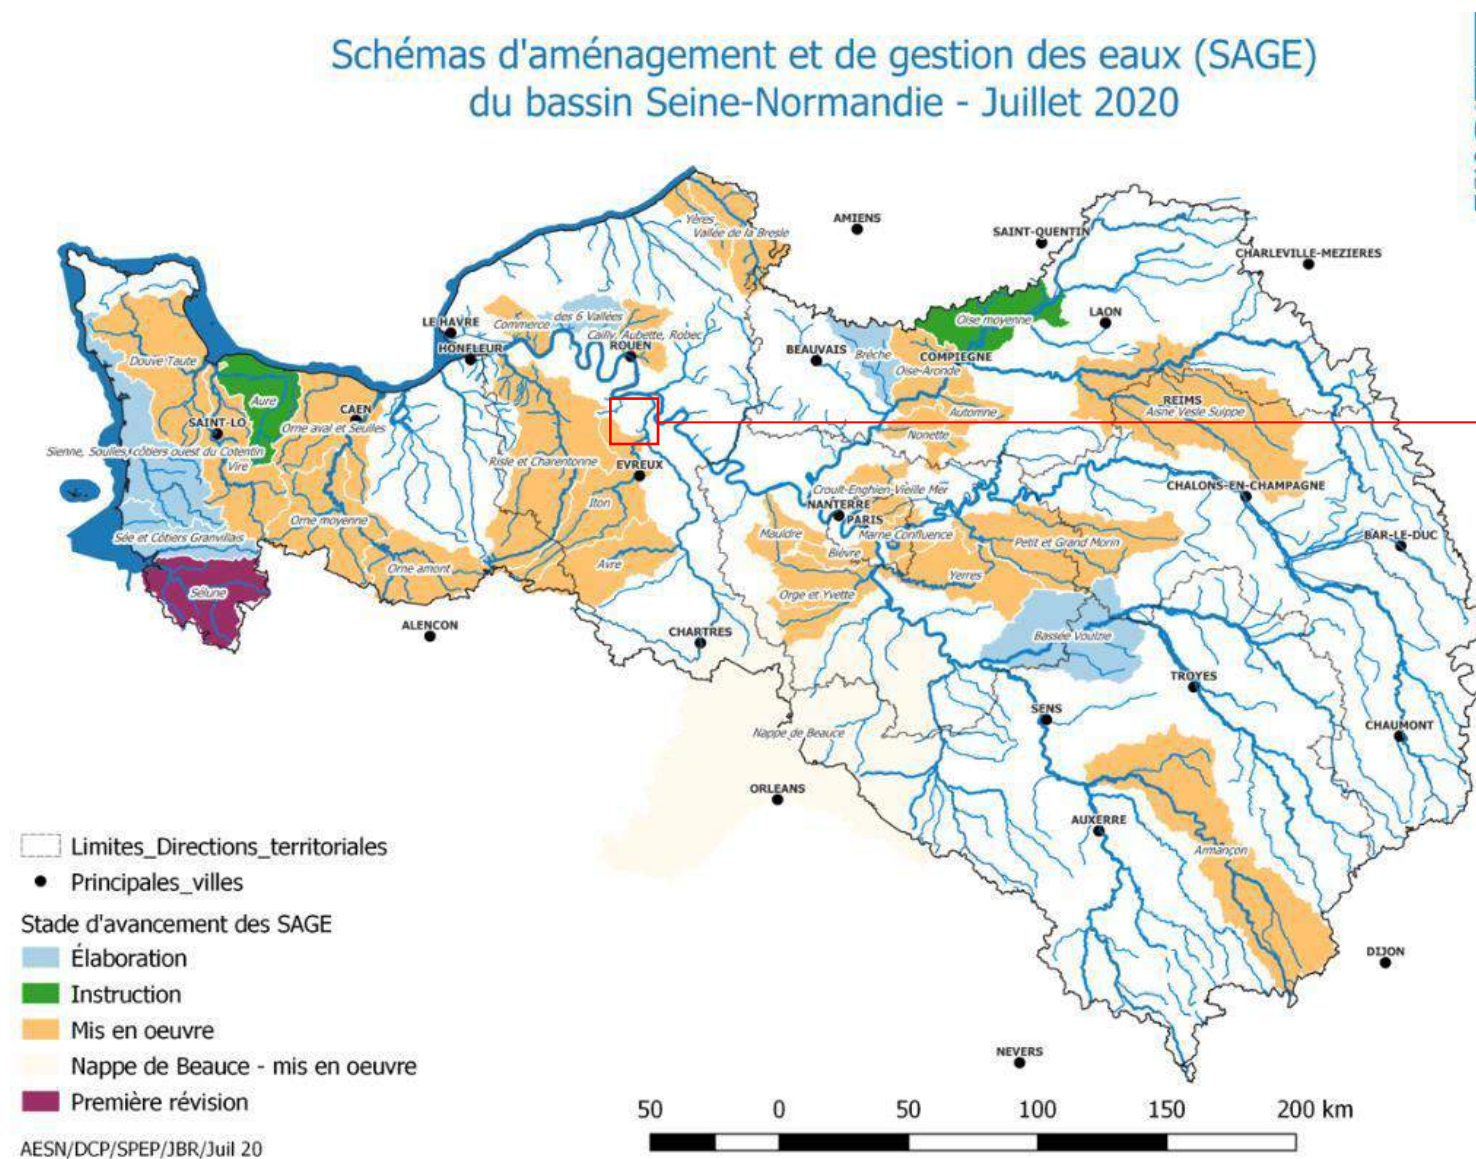 Schémas d'aménagement et de gestion des eaux (SAGE)
du bassin Seine-Normandie - Juillet 2020
AMIENS
SAINT-QUENTIN
CHARLEVILLE-MEZIERES
Yères
Vallée de la Bresle
LE HAVRE
HONFLEUR
Commerce
des 6 Vallées
Cailly, Aubette, Robec
ROUEN
BEAUVAIS
Brèche
COMPIEGNE
Oise moyenne
LAON
Oise-Aronde
Automne
Nonette
REIMS
Aisne Vesle Suippe
Douve Taute
SAINT-LO
Aure
CAEN
Orne aval et Seulles
Sienne, Soulles, côtiers ouest du Cotentin
Vire
Risle et Charentonne
EVREUX
Iton
Croult-Enghien-Vieille Mer
NANTERRE
PARIS
CHALONS-EN-CHAMPAGNE
Orne moyenne
Sée et Côtiers Granvillais
Mauldre
Marne Confluence
Bièvre
Petit et Grand Morin
BAR-LE-DUC
Orne amont
Avre
Yerres
Sélune
Orge et Yvette
ALENCON
CHARTRES
Bassée Voulzie
TROYES
SENS
Nappe de Beauce
CHAUMONT
ORLEANS
AUXERRE
Armançon
DIJON
NEVERS
Limites_Directions_territoriales
Principales_villes
Stade d'avancement des SAGE
Élaboration
Instruction
Mis en oeuvre
Nappe de Beauce - mis en oeuvre
Première révision
50 0 50 100 150 200 km
AESN/DCP/SPEP/JBR/Juil 20